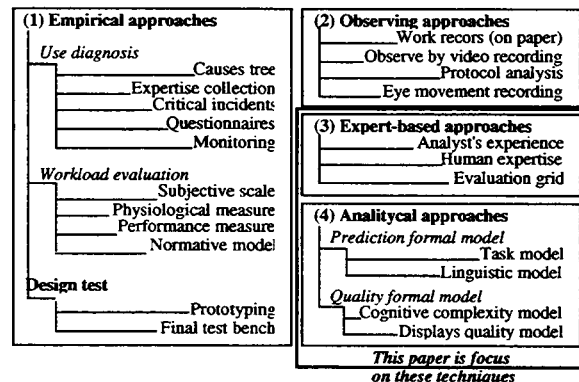 (1) Empirical approaches
Use diagnosis
Causes tree
Expertise collection
Critical incidents
Questionnaires
Monitoring
Workload evaluation
Subjective scale
Physiological measure
Performance measure
Normative model
Design test
Prototyping
Final test bench
(2) Observing approaches
Work recors (on paper)
Observe by video recording
Protocol analysis
Eye movement recording
(3) Expert-based approaches
Analyst's experience
Human expertise
Evaluation grid
(4) Analitycal approaches
Prediction formal model
Task model
Linguistic model
Quality formal model
Cognitive complexity model
Displays quality model
This paper is focus
on these techniques